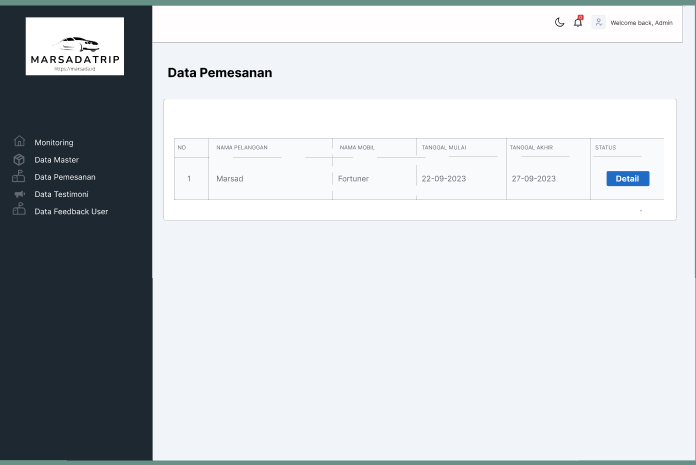 MARSADATRIP
https://marsada.id
Monitoring
Data Master
Data Pemesanan
Data Testimoni
Data Feedback User
Welcome back, Admin
Data Pemesanan
NO NAMA PELANGGAN NAMA MOBIL TANGGAL MULAI TANGGAL AKHIR STATUS
1 Marsad Fortuner 22-09-2023 27-09-2023 Detail